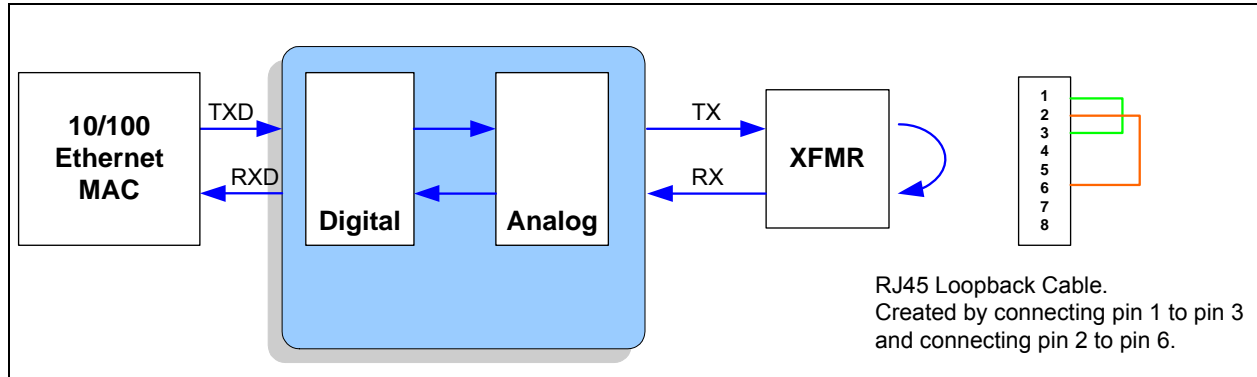 10/100
Ethernet
MAC
TXD
RXD
Digital
Analog
TX
RX
XFMR
1
2
3
4
5
6
7
8
RJ45 Loopback Cable.
Created by connecting pin 1 to pin 3
and connecting pin 2 to pin 6.